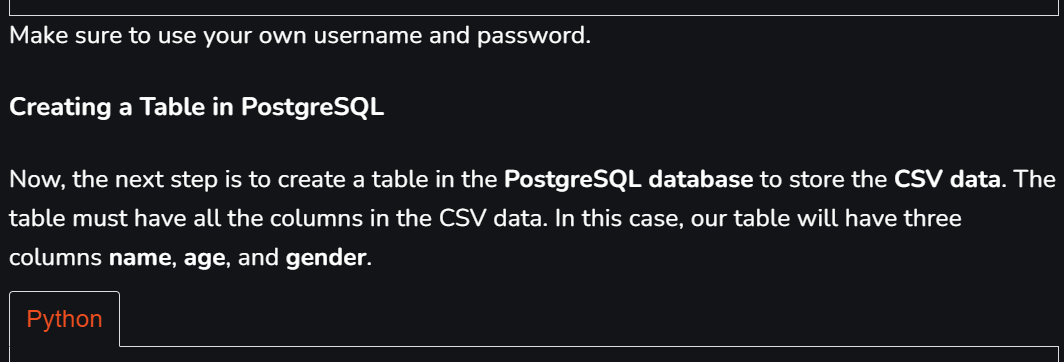 Make sure to use your own username and password.
Creating a Table in PostgreSQL
Now, the next step is to create a table in the PostgreSQL database to store the CSV data. The
table must have all the columns in the CSV data. In this case, our table will have three
columns name, age, and gender.
Python